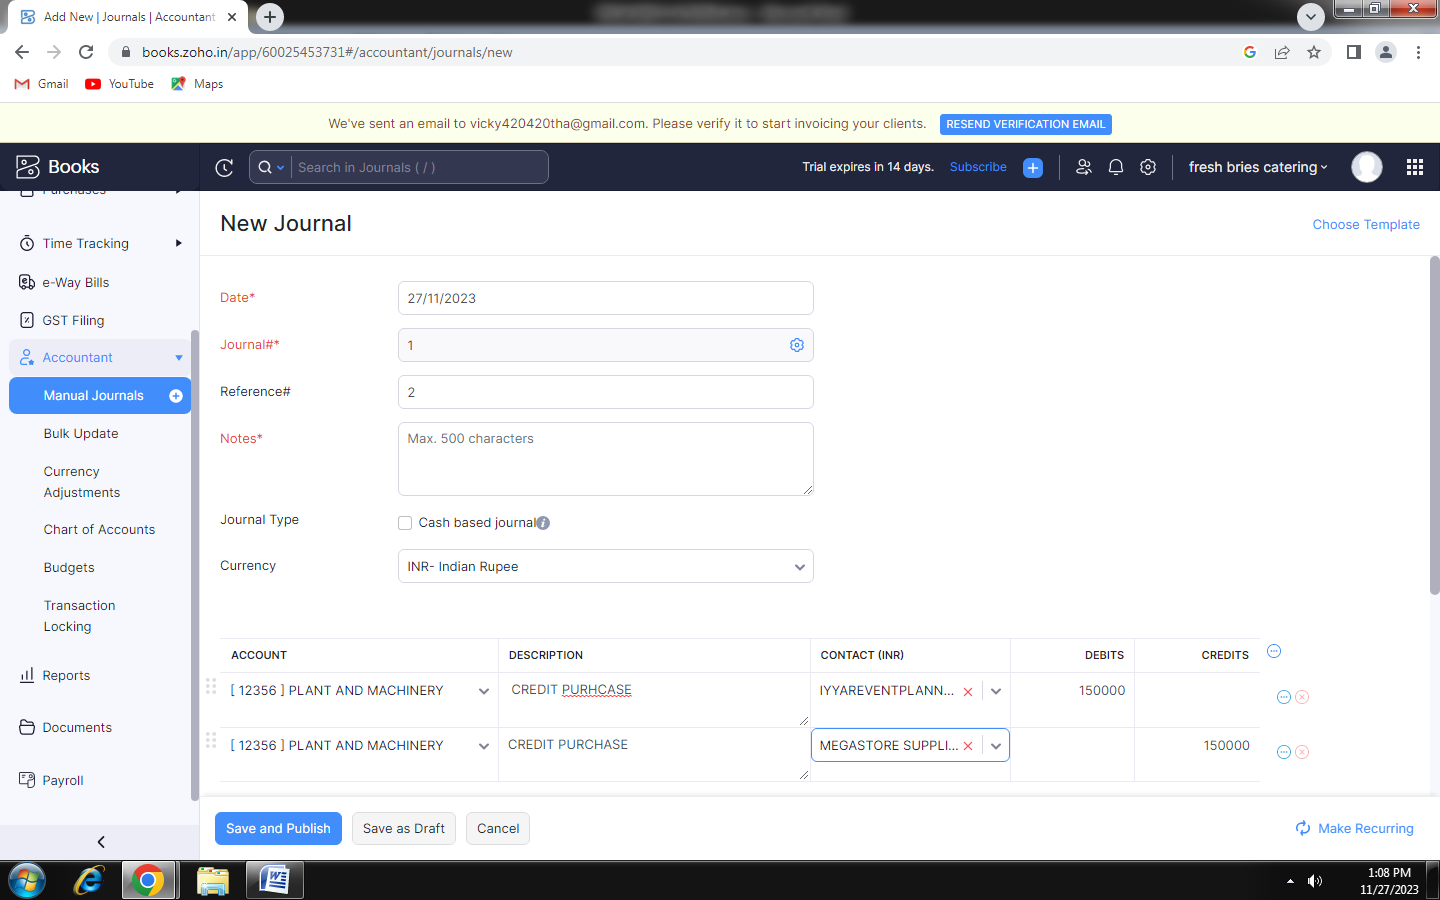 Add New | Journals | Accountant
books.zoho.in/app/60025453731#/accountant/journals/new
Gmail YouTube Maps
We've sent an email to vicky420420tha@gmail.com. Please verify it to start invoicing your clients. RESEND VERIFICATION EMAIL
Books Search in Journals ( / ) Trial expires in 14 days. Subscribe fresh bries catering
Purchases
Time Tracking
e-Way Bills
GST Filing
Accountant
Manual Journals
Bulk Update
Currency
Adjustments
Chart of Accounts
Budgets
Transaction
Locking
Reports
Documents
Payroll
New Journal Choose Template
Date* 27/11/2023
Journal#* 1
Reference# 2
Notes* Max. 500 characters
Journal Type Cash based journal
Currency INR- Indian Rupee
ACCOUNT DESCRIPTION CONTACT (INR) DEBITS CREDITS
[ 12356 ] PLANT AND MACHINERY CREDIT PURHCASE IYYAREVENTPLANN... 150000
[ 12356 ] PLANT AND MACHINERY CREDIT PURCHASE MEGASTORE SUPPLI... 150000
Save and Publish Save as Draft Cancel Make Recurring
1:08 PM
11/27/2023